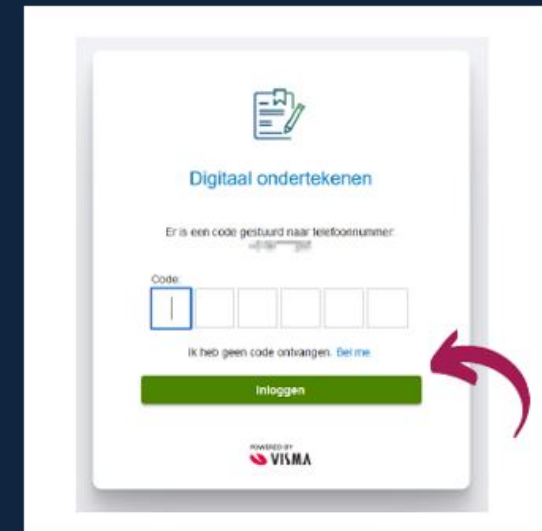 Digitaal ondertekenen
Er is een code gestuurd naar telefoonnummer:
Code:
Ik heb geen code ontvangen. Bel me
Inloggen
POWERED BY
VISMA